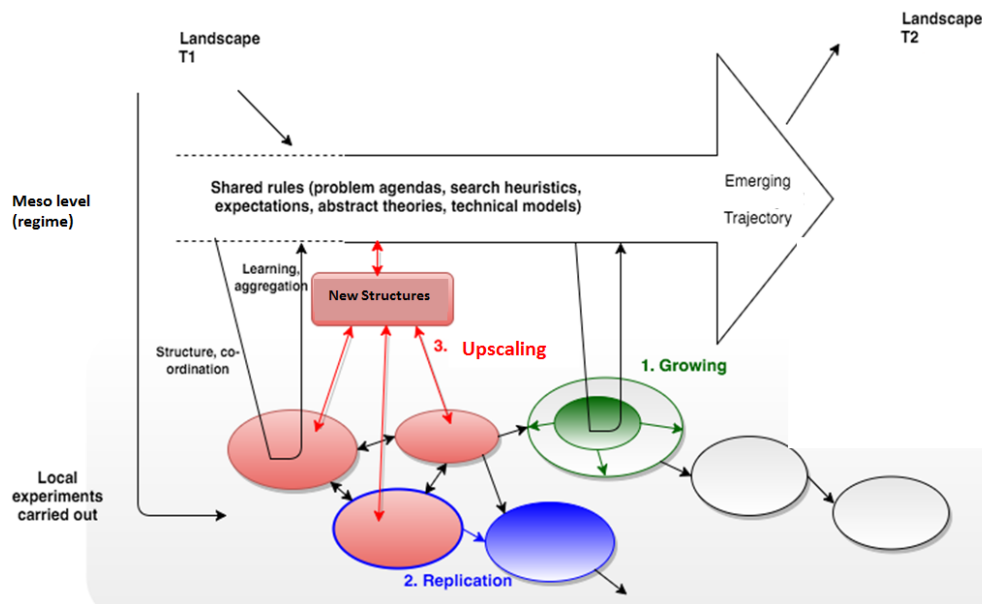 Landscape
T1
Landscape
T2
Meso level
(regime)
Shared rules (problem agendas, search heuristics,
expectations, abstract theories, technical models)
Emerging
Trajectory
Learning,
aggregation
New Structures
Structure, co-
ordination
3. Upscaling
1. Growing
Local
experiments
carried out
2. Replication